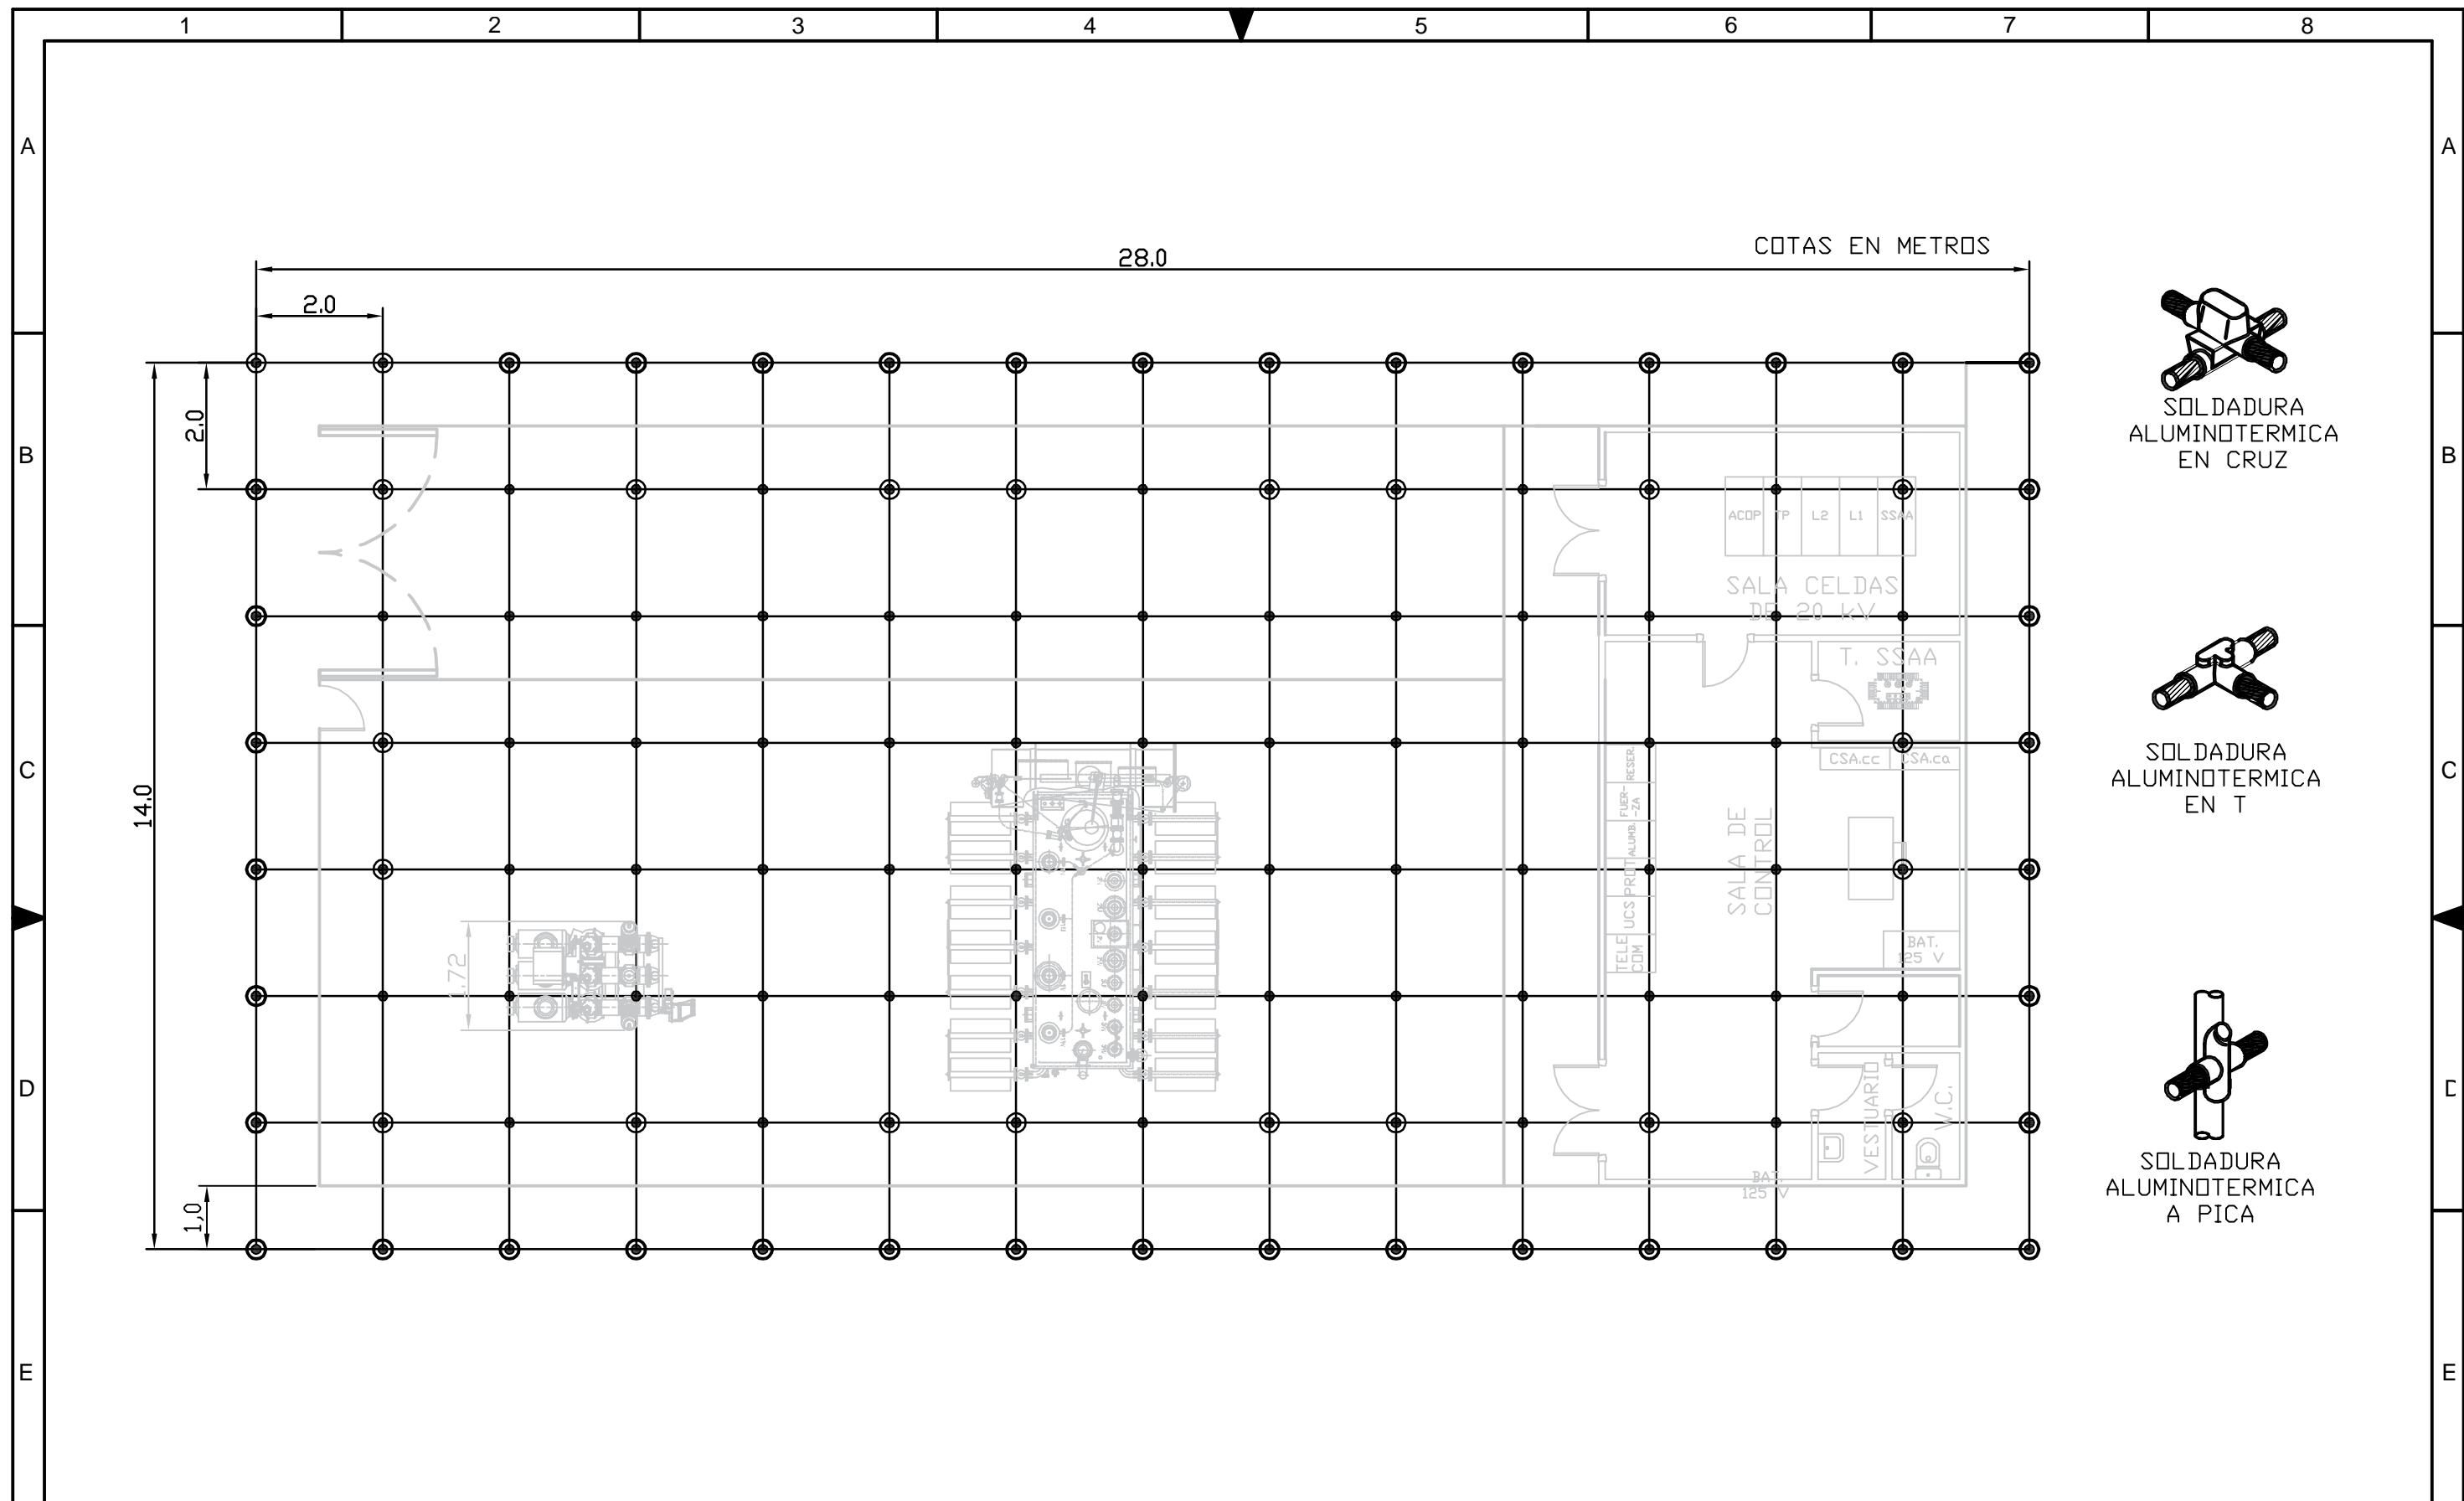 1 2 3 4 5 6 7 8
A A
COTAS EN METROS
28.0
2.0
B B
2.0
SOLDADURA
ALUMINOTERMICA
EN CRUZ
ACOP TP L2 L1 SSAA
SALA CELDAS
DE 20 kV
T. SSAA
C C
CSA.cc CSA.ca
SOLDADURA
ALUMINOTERMICA
EN T
14.0
RESER.
FUER-
-ZA
ALUMB.
PROT
UCS
TELE
COM
SALA DE
CONTROL
BAT.
125 V
1.72
D D
VESTUARIO
V.C.
SOLDADURA
ALUMINOTERMICA
A PICA
BAT.
125 V
1,0
E E